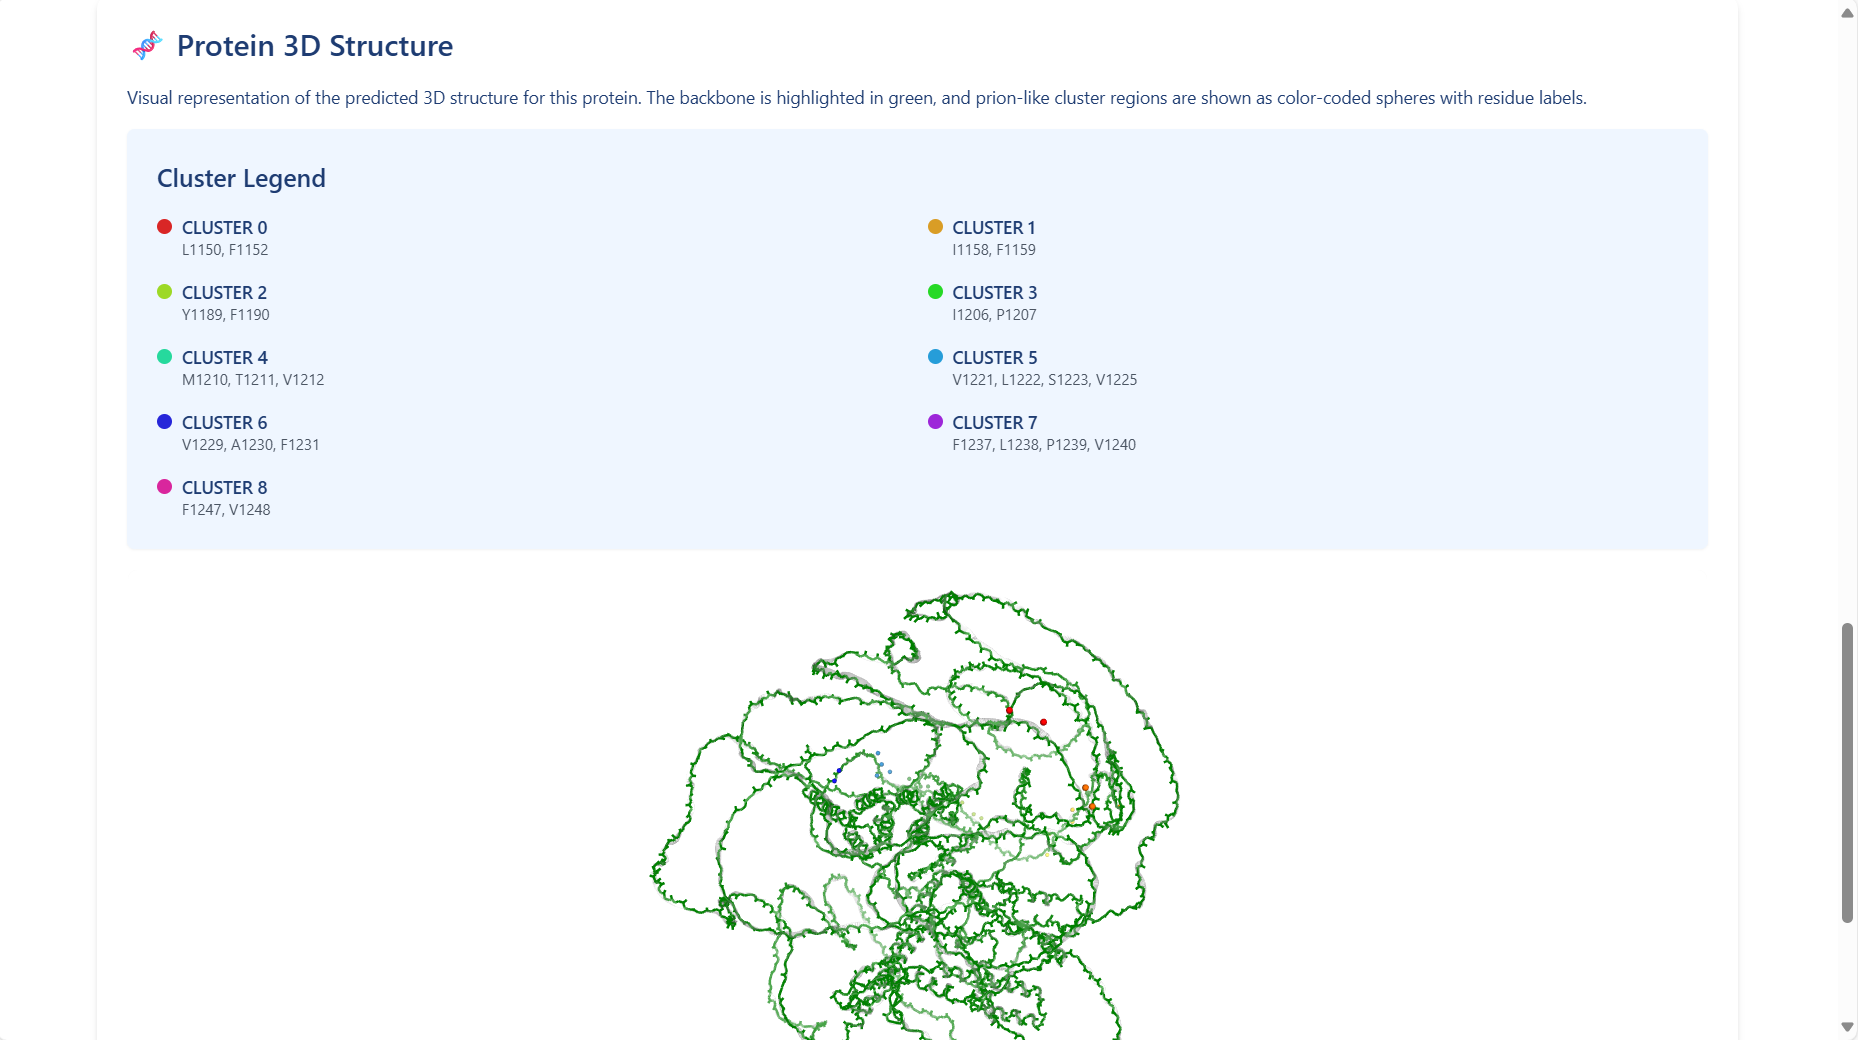 Protein 3D Structure
Visual representation of the predicted 3D structure for this protein. The backbone is highlighted in green, and prion-like cluster regions are shown as color-coded spheres with residue labels.
Cluster Legend
CLUSTER 0
L1150, F1152
CLUSTER 1
I1158, F1159
CLUSTER 2
Y1189, F1190
CLUSTER 3
I1206, P1207
CLUSTER 4
M1210, T1211, V1212
CLUSTER 5
V1221, L1222, S1223, V1225
CLUSTER 6
V1229, A1230, F1231
CLUSTER 7
F1237, L1238, P1239, V1240
CLUSTER 8
F1247, V1248